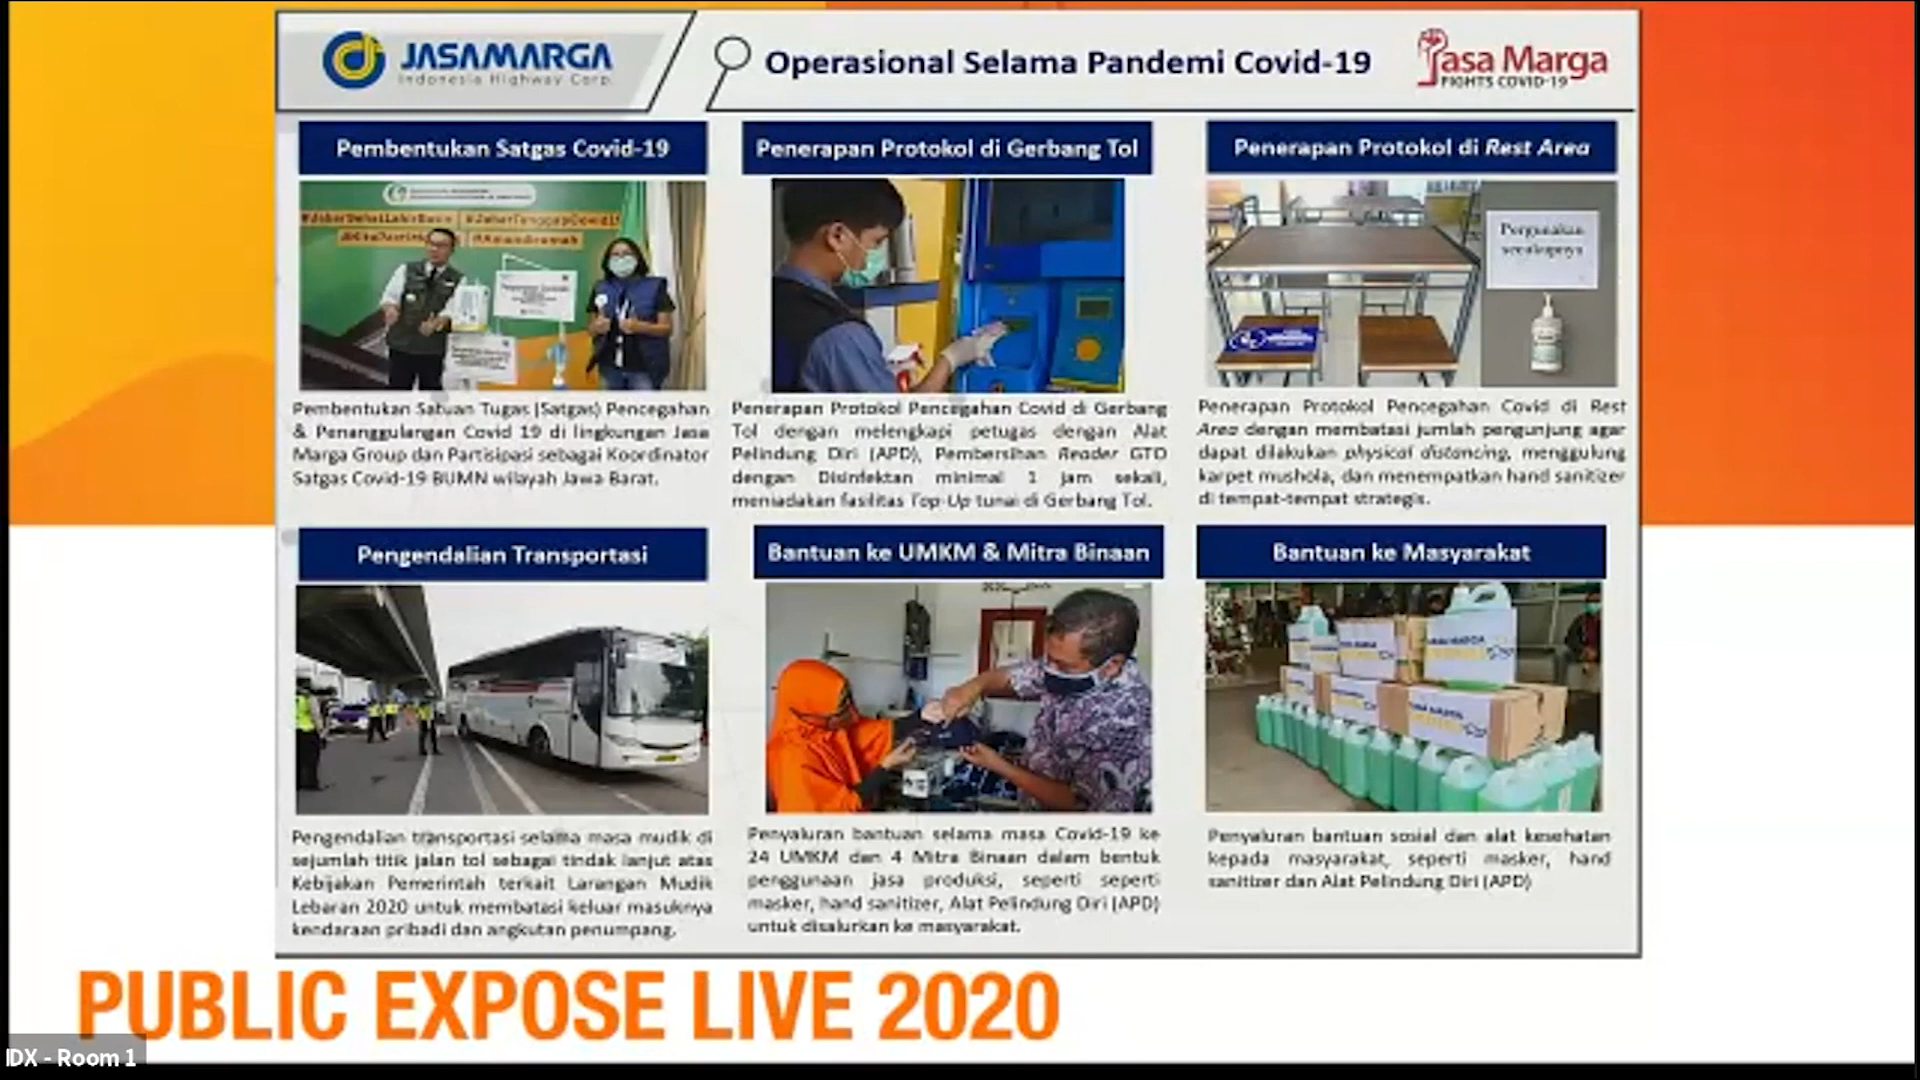 JASAMARGA
Indonesia Highway Corp.
Operasional Selama Pandemi Covid-19
Jasa Marga
FIGHTS COVID-19
Pembentukan Satgas Covid-19
#JabarTanggapCovid19
Pembentukan Satuan Tugas (Satgas) Pencegahan
& Penanggulangan Covid 19 di lingkungan Jasa
Marga Group dan Partisipasi sebagai Koordinator
Satgas Covid-19 BUMN wilayah Jawa Barat.
Penerapan Protokol di Gerbang Tol
Penerapan Protokol Pencegahan Covid di Gerbang
Tol dengan melengkapi petugas dengan Alat
Pelindung Diri (APD), Pembersihan Reader GTO
dengan Disinfektan minimal 1 jam sekali,
meniadakan fasilitas Top-Up tunai di Gerbang Tol.
Penerapan Protokol di Rest Area
Pergunakan
secukupnya
Penerapan Protokol Pencegahan Covid di Rest
Area dengan membatasi jumlah pengunjung agar
dapat dilakukan physical distancing, menggulung
karpet mushola, dan menempatkan hand sanitizer
di tempat-tempat strategis.
Pengendalian Transportasi
Pengendalian transportasi selama masa mudik di
sejumlah titik jalan tol sebagai tindak lanjut atas
Kebijakan Pemerintah terkait Larangan Mudik
Lebaran 2020 untuk membatasi keluar masuknya
kendaraan pribadi dan angkutan penumpang.
Bantuan ke UMKM & Mitra Binaan
Penyaluran bantuan selama masa Covid-19 ke
24 UMKM dan 4 Mitra Binaan dalam bentuk
penggunaan jasa produksi, seperti seperti
masker, hand sanitizer, Alat Pelindung Diri (APD)
untuk disalurkan ke masyarakat.
Bantuan ke Masyarakat
Penyaluran bantuan sosial dan alat kesehatan
kepada masyarakat, seperti masker, hand
sanitizer dan Alat Pelindung Diri (APD)
PUBLIC EXPOSE LIVE 2020
IDX - Room 1